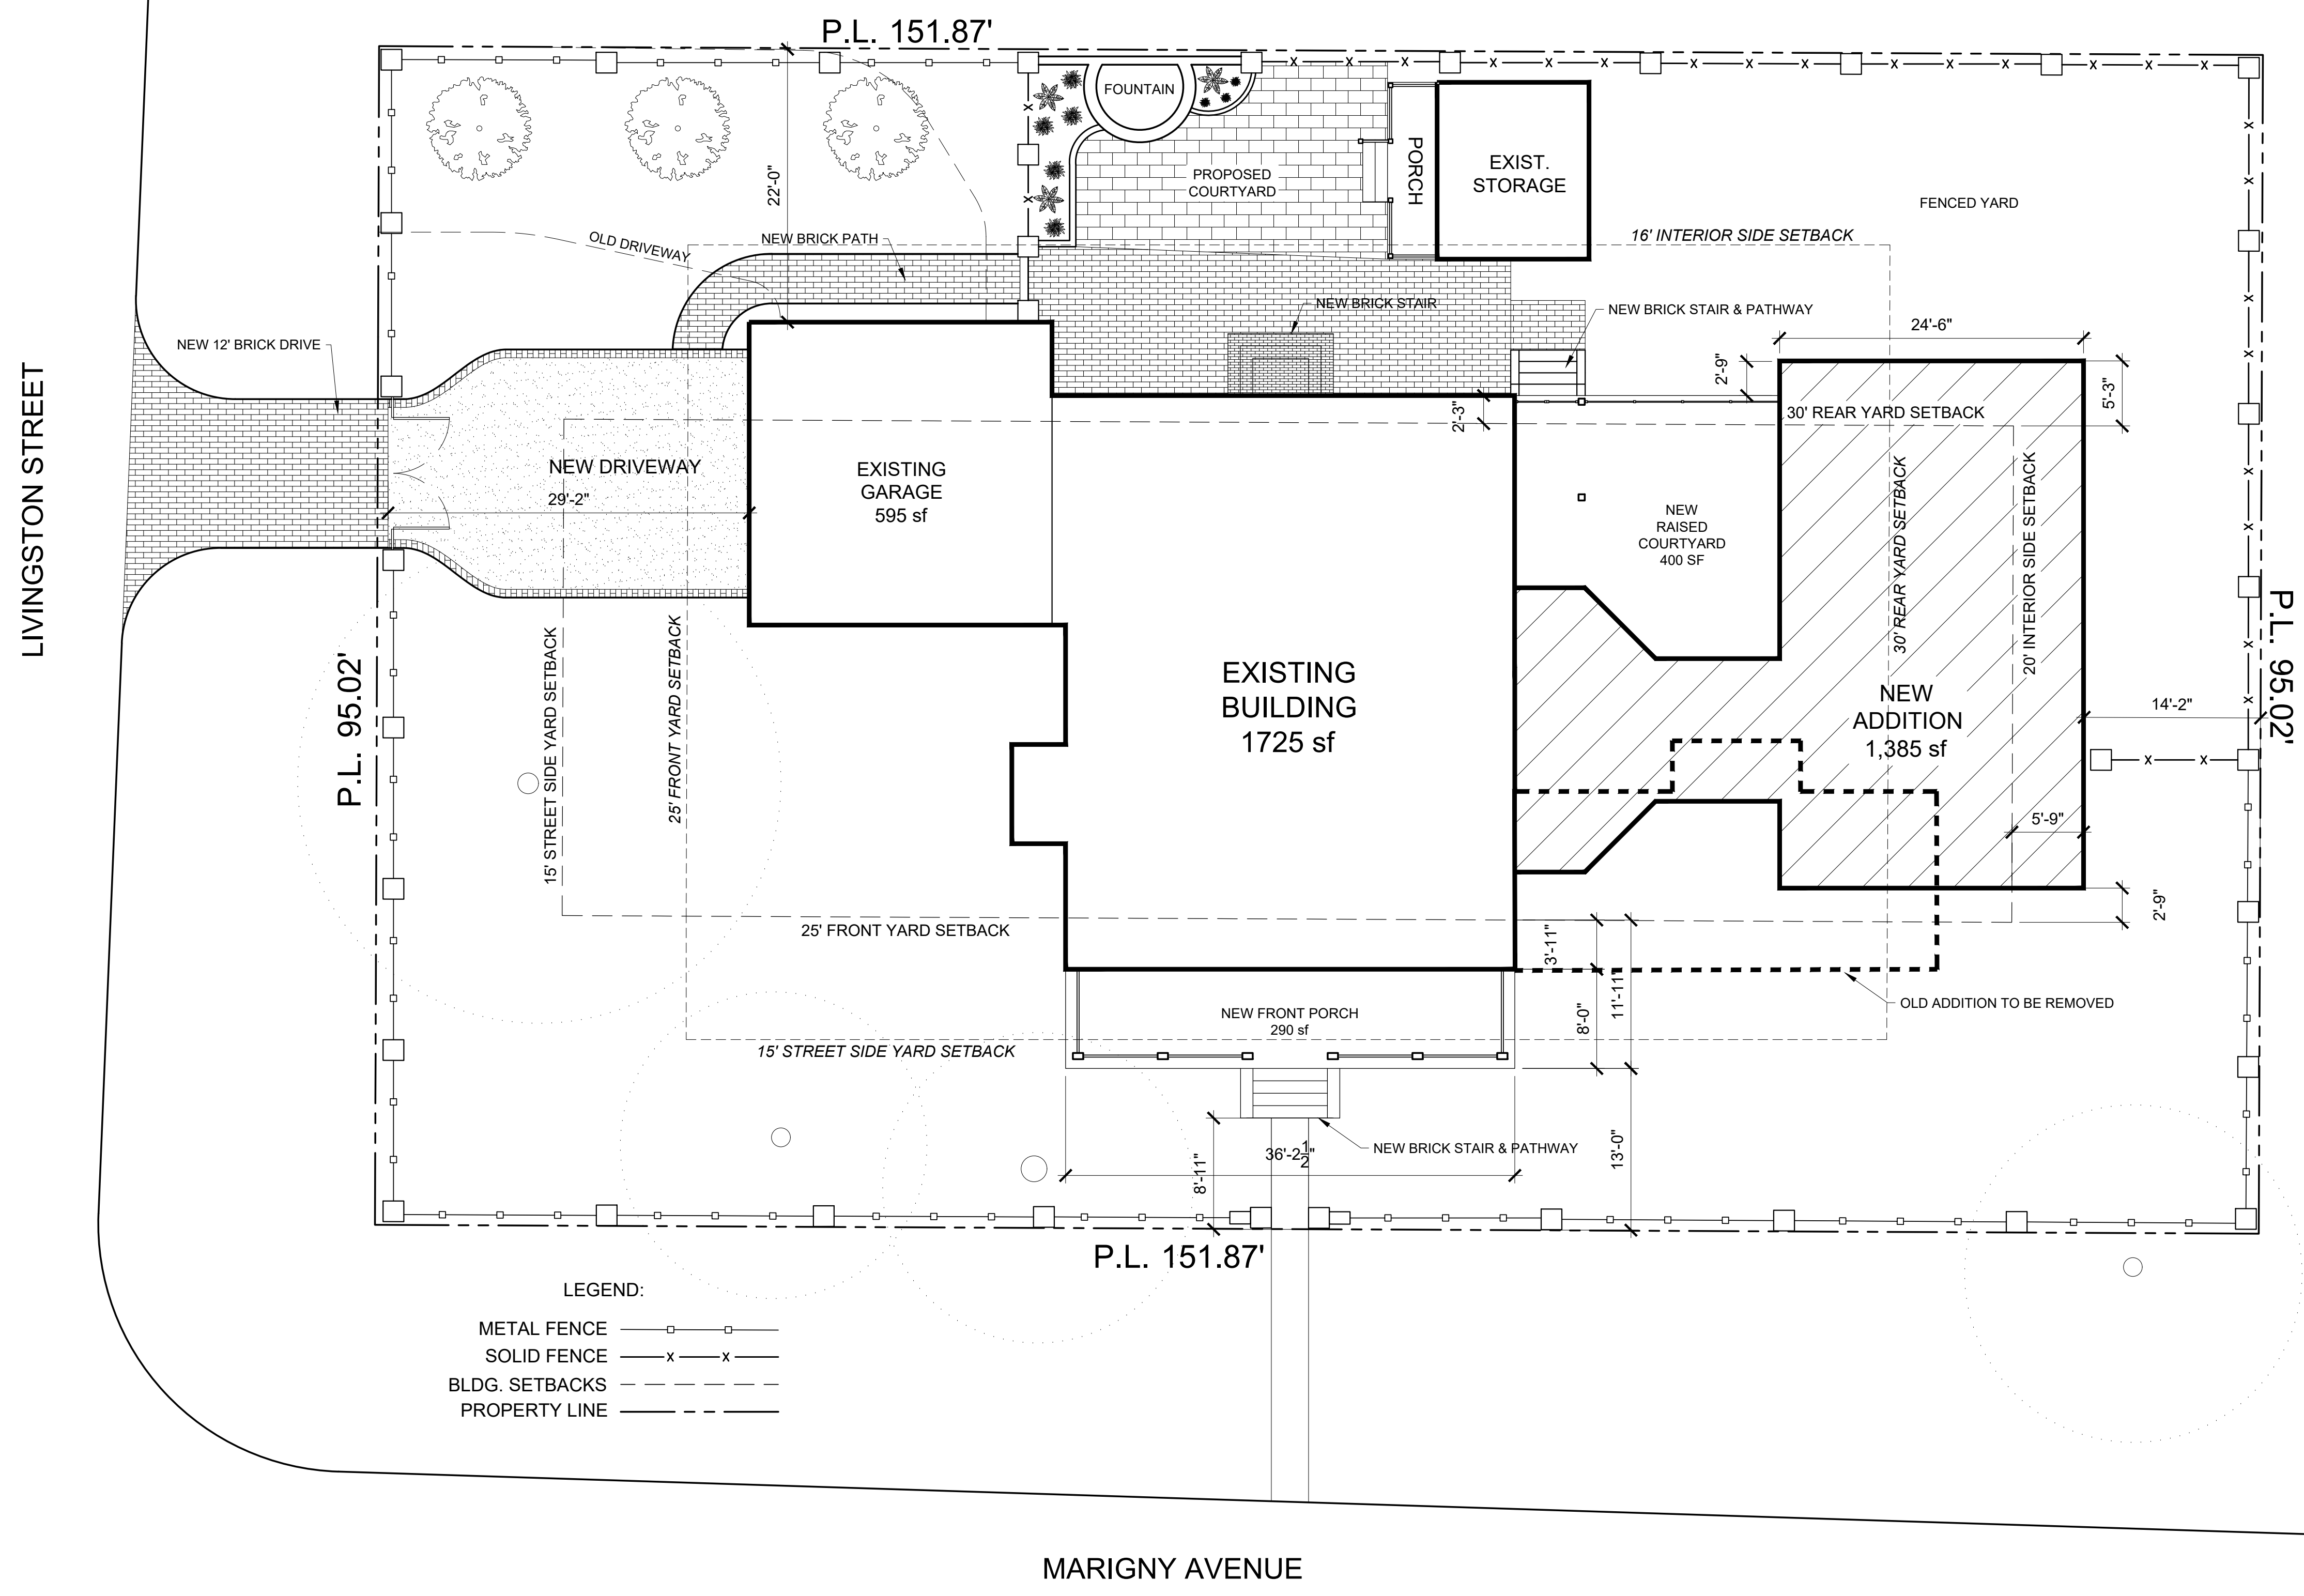 P.L. 151.87'
FOUNTAIN
PROPOSED
COURTYARD
PORCH
EXIST.
STORAGE
FENCED YARD
22'-0"
OLD DRIVEWAY
NEW BRICK PATH
16' INTERIOR SIDE SETBACK
NEW BRICK STAIR
NEW BRICK STAIR & PATHWAY
24'-6"
NEW 12' BRICK DRIVE
2'-9"
5'-3"
LIVINGSTON STREET
2'-3"
30' REAR YARD SETBACK
NEW DRIVEWAY
29'-2"
EXISTING
GARAGE
595 sf
NEW
RAISED
COURTYARD
400 SF
30' REAR YARD SETBACK
20' INTERIOR SIDE SETBACK
P.L. 95.02'
15' STREET SIDE YARD SETBACK
25' FRONT YARD SETBACK
EXISTING
BUILDING
1725 sf
NEW
ADDITION
1,385 sf
14'-2"
P.L. 95.02'
5'-9"
2'-9"
25' FRONT YARD SETBACK
3'-11"
11'-11"
8'-0"
OLD ADDITION TO BE REMOVED
NEW FRONT PORCH
290 sf
15' STREET SIDE YARD SETBACK
8'-11"
36'-2 1/2"
NEW BRICK STAIR & PATHWAY
13'-0"
P.L. 151.87'
LEGEND:
METAL FENCE
SOLID FENCE
BLDG. SETBACKS
PROPERTY LINE
MARIGNY AVENUE